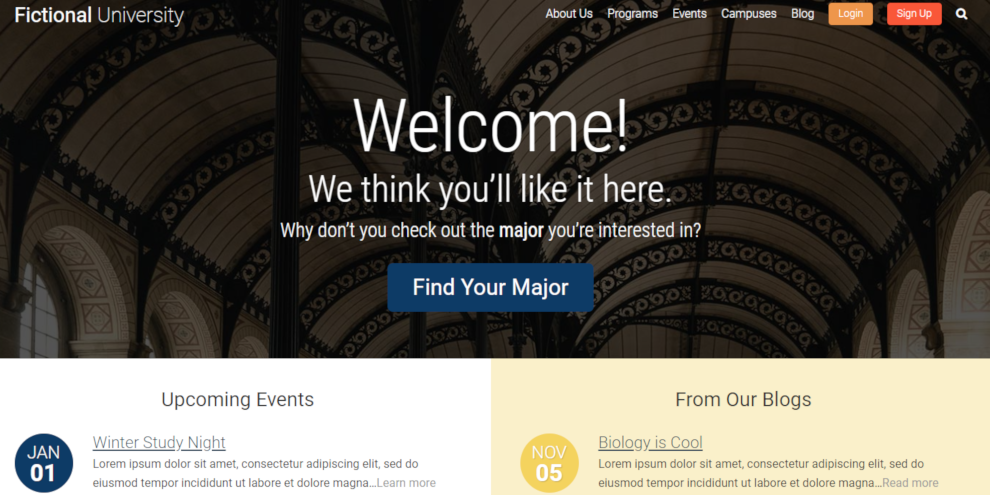 Fictional University
About Us Programs Events Campuses Blog Login Sign Up
Welcome!
We think you’ll like it here.
Why don’t you check out the major you’re interested in?
Find Your Major
Upcoming Events
JAN
01
Winter Study Night
Lorem ipsum dolor sit amet, consectetur adipiscing elit, sed do
eiusmod tempor incididunt ut labore et dolore magna...Learn more
From Our Blogs
NOV
05
Biology is Cool
Lorem ipsum dolor sit amet, consectetur adipiscing elit, sed do
eiusmod tempor incididunt ut labore et dolore magna...Read more